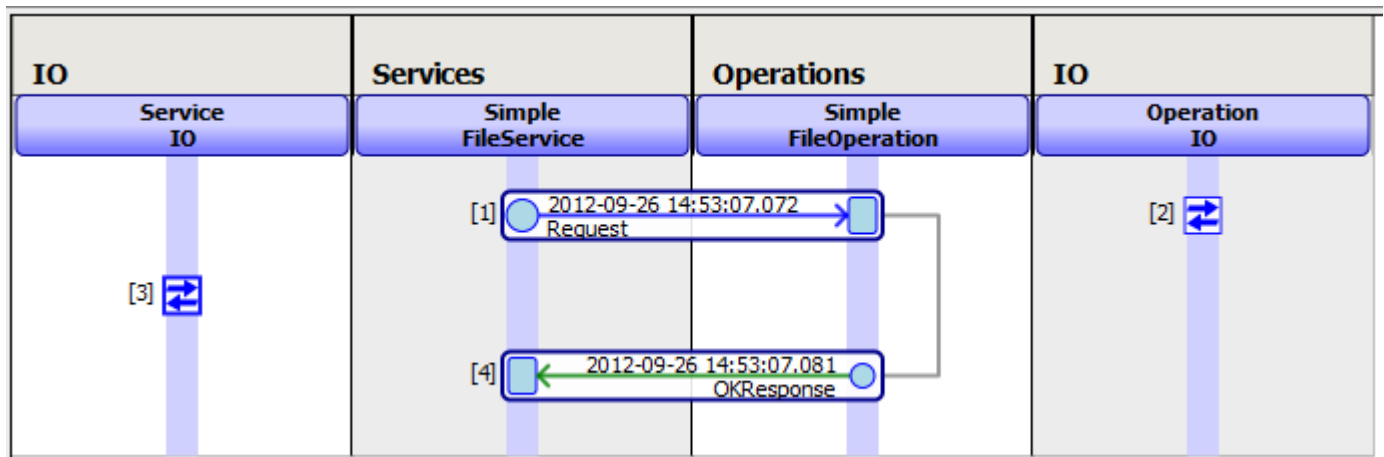 IO
Services
Operations
IO
Service
IO
Simple
FileService
Simple
FileOperation
Operation
IO
[1]
2012-09-26 14:53:07.072
Request
[2]
[3]
[4]
2012-09-26 14:53:07.081
OKResponse